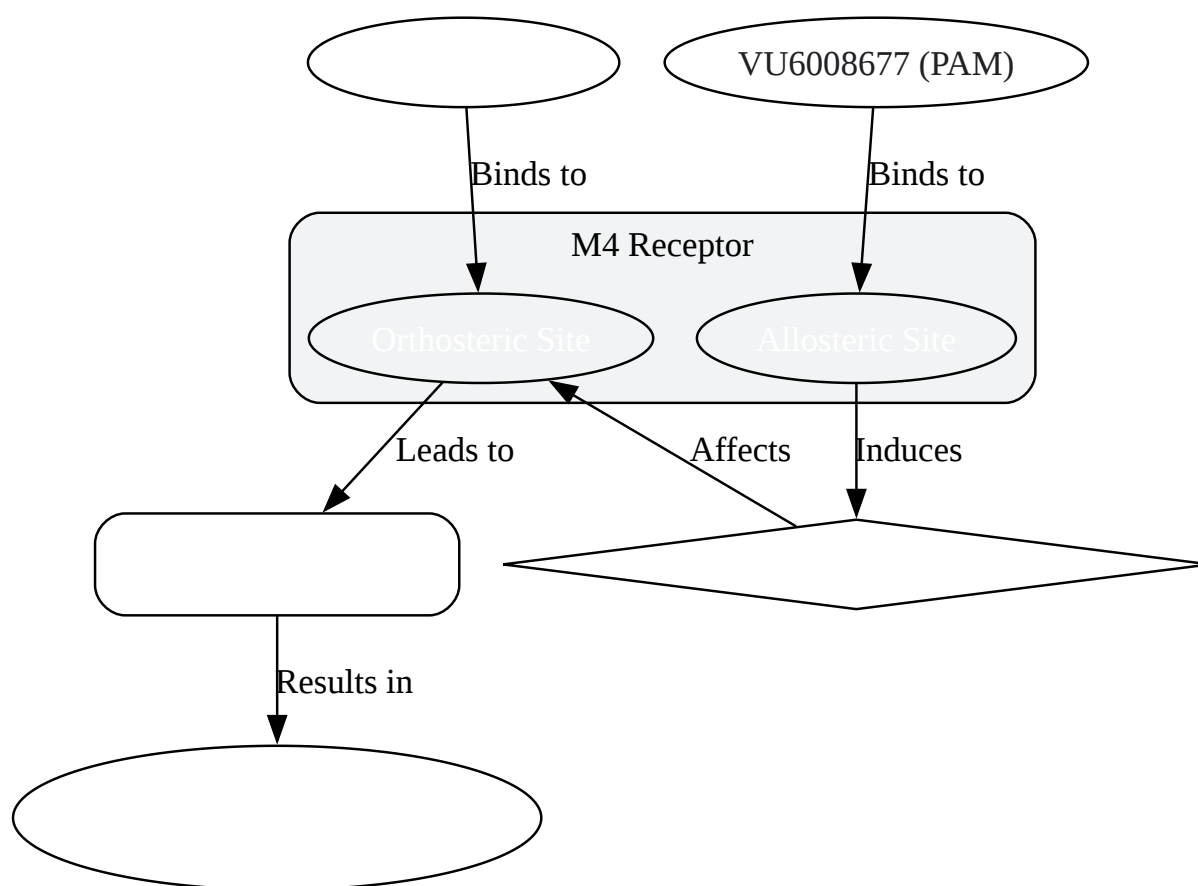 VU6008677 (PAM)
Binds to
Binds to
M4 Receptor
Orthosteric Site
Allosteric Site
Leads to
Affects
Induces
Results in